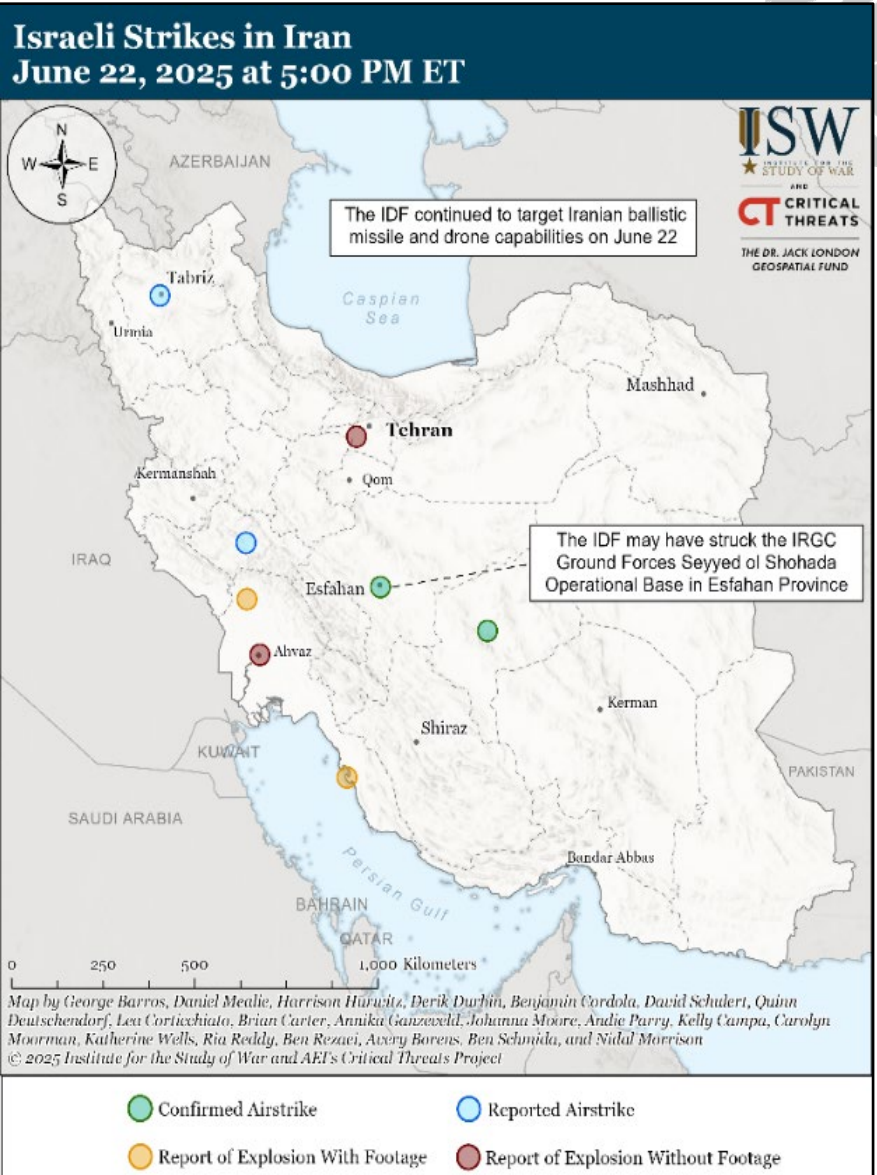 Israeli Strikes in Iran
June 22, 2025 at 5:00 PM ET
N
W E
S
ISW
INSTITUTE FOR THE
STUDY OF WAR
AND
CT CRITICAL
THREATS
THE DR. JACK LONDON
GEOSPATIAL FUND
AZERBAIJAN
The IDF continued to target Iranian ballistic
missile and drone capabilities on June 22
Tabriz
Caspian
Sea
Urmia
Mashhad
Tehran
Kermanshah
Qom
IRAQ
The IDF may have struck the IRGC
Ground Forces Seyyed ol Shohada
Operational Base in Esfahan Province
Esfahan
Ahvaz
Kerman
Shiraz
KUWAIT
PAKISTAN
SAUDI ARABIA
Bandar Abbas
Persian Gulf
BAHRAIN
QATAR
0 250 500 1,000 Kilometers
Map by George Barros, Daniel Mealie, Harrison Hurwitz, Derik Durbin, Benjamin Cordola, David Schulert, Quinn
Deutschendorf, Lea Corticchiato, Brian Carter, Annika Ganzeveld, Johanna Moore, Andie Parry, Kelly Campa, Carolyn
Moorman, Katherine Wells, Ria Reddy, Ben Rezaei, Avery Borens, Ben Schmida, and Nidal Morrison
© 2025 Institute for the Study of War and AEI's Critical Threats Project
Confirmed Airstrike
Reported Airstrike
Report of Explosion With Footage
Report of Explosion Without Footage